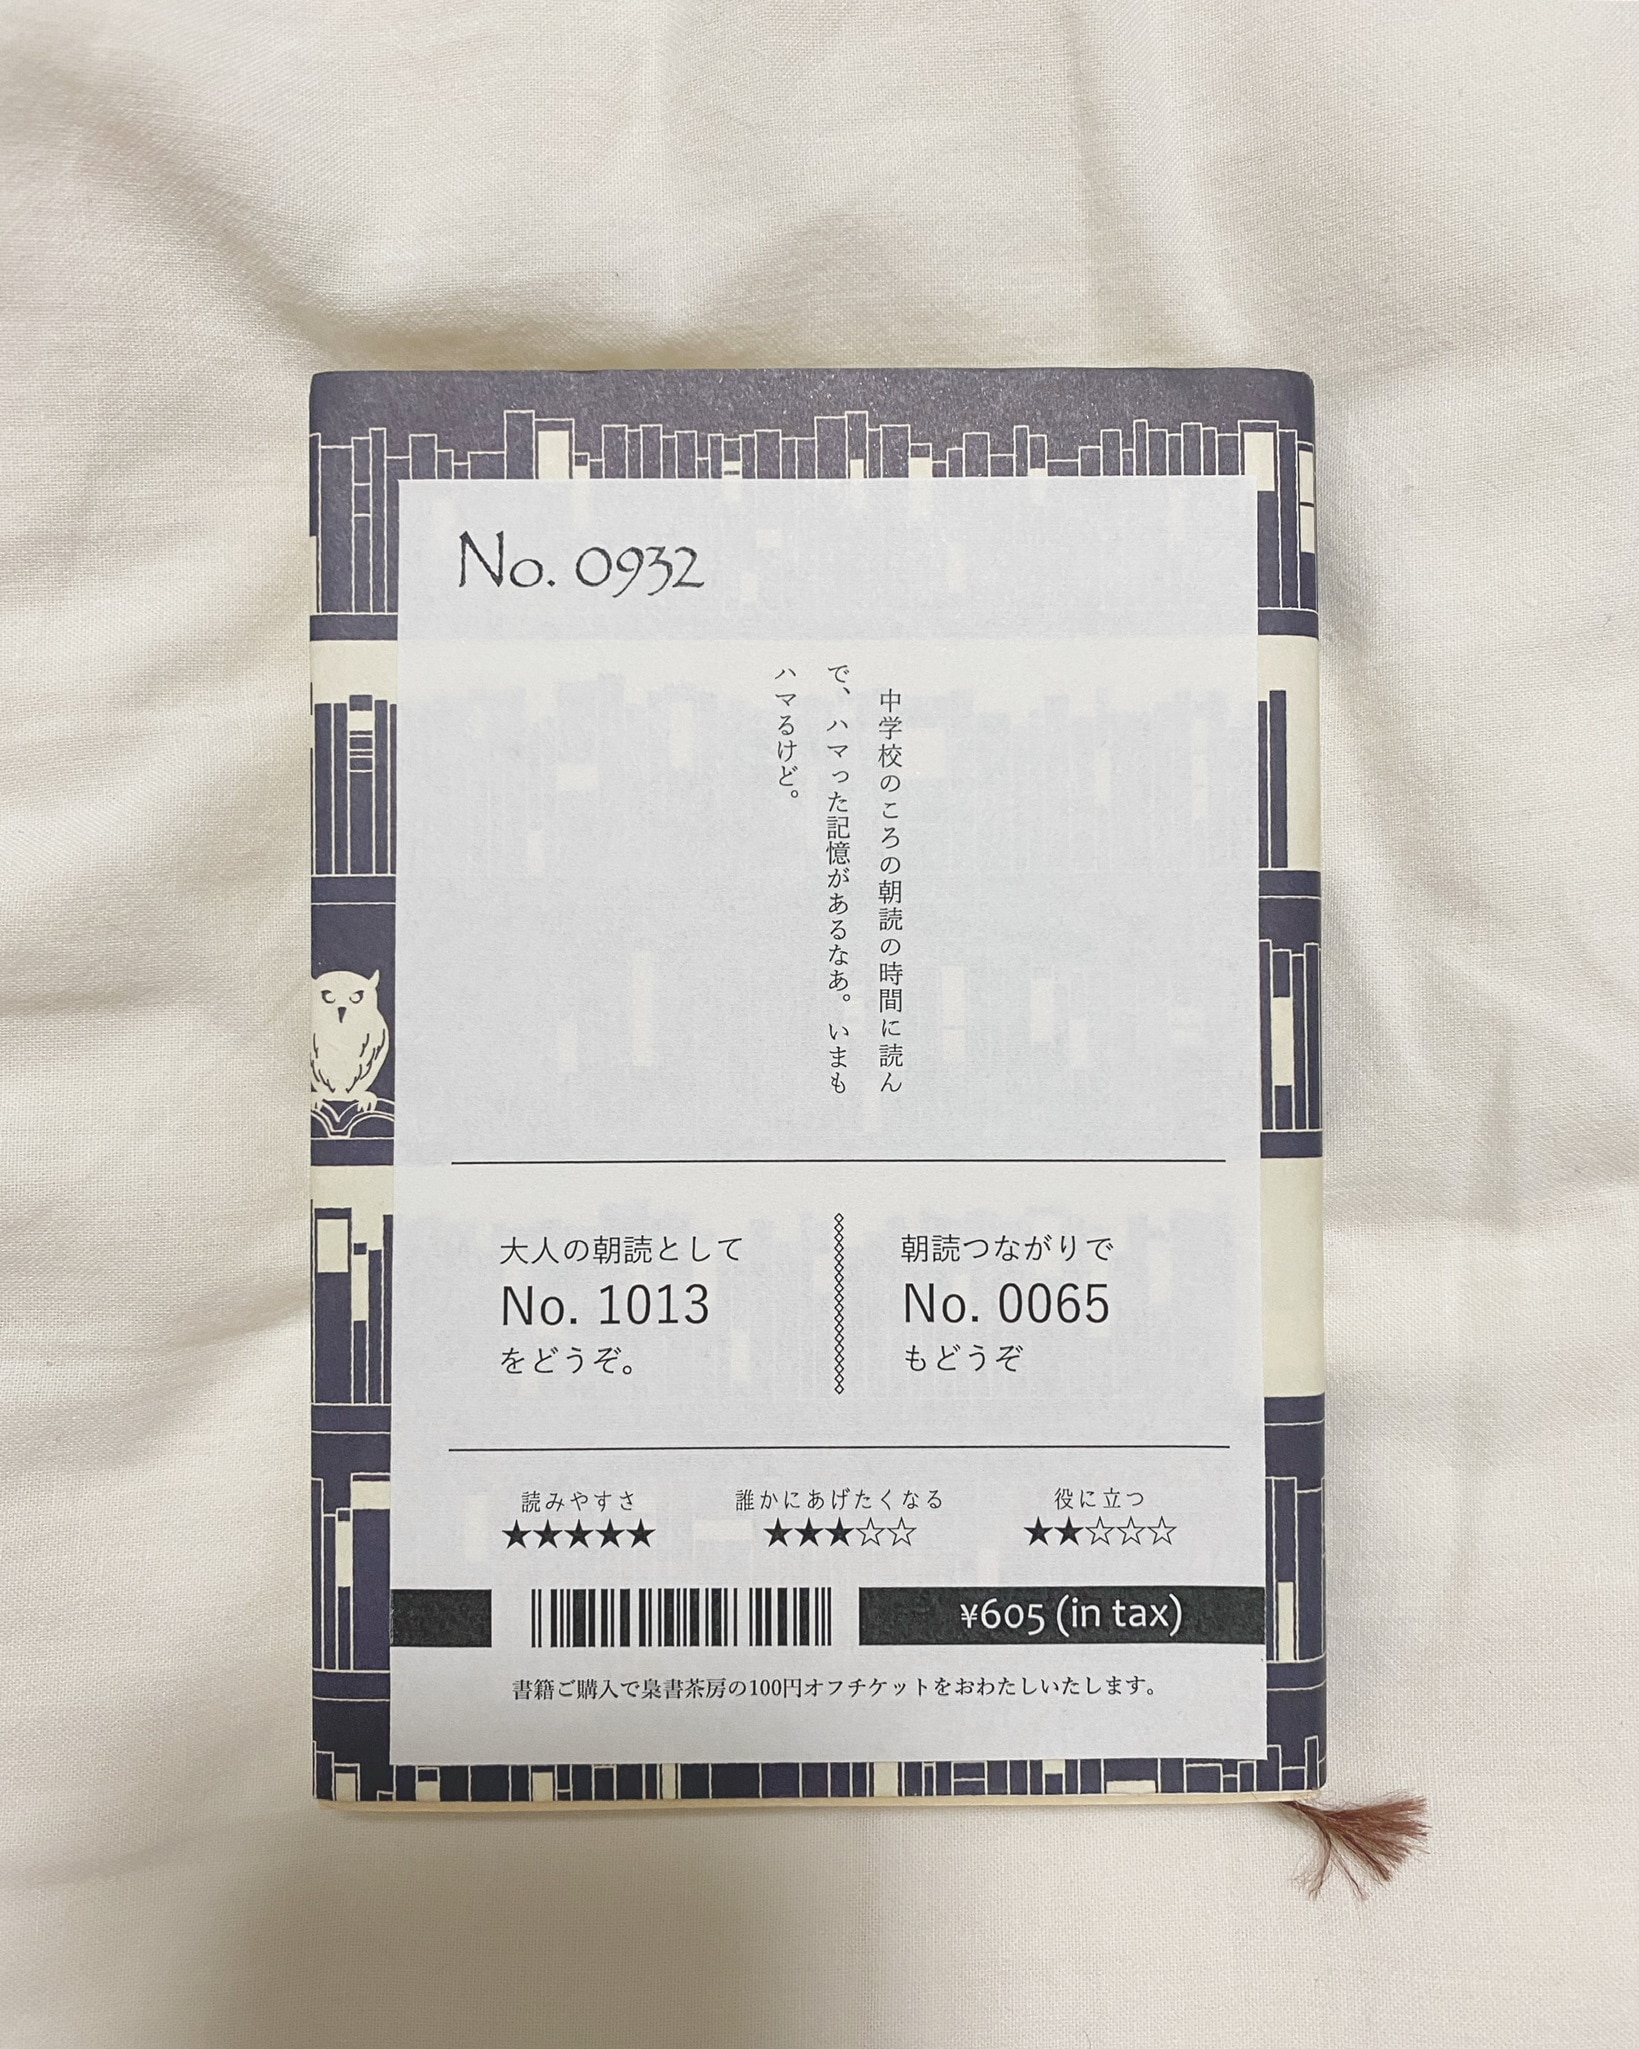 No. 0932
中学校のころの朝読の時間に読ん
で、ハマった記憶があるなあ。いまも
ハマるけど。
大人の朝読として
No. 1013
をどうぞ。
朝読つながりで
No. 0065
もどうぞ
読みやすさ
★★★★★
誰かにあげたくなる
★★★☆☆
役に立つ
★★☆☆☆
¥605 (in tax)
書籍ご購入で梟書茶房の100円オフチケットをおわたしいたします。